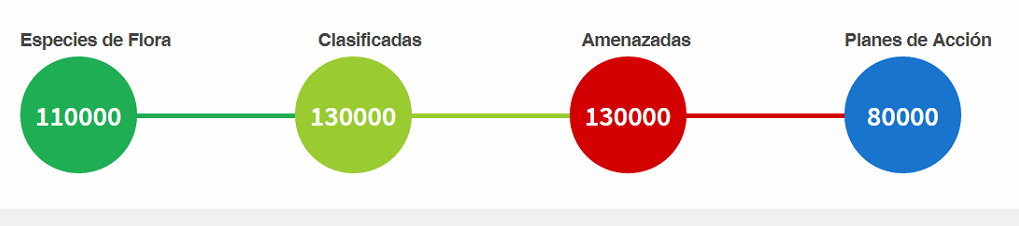 Especies de Flora
Clasificadas
Amenazadas
Planes de Acción
110000
130000
130000
80000